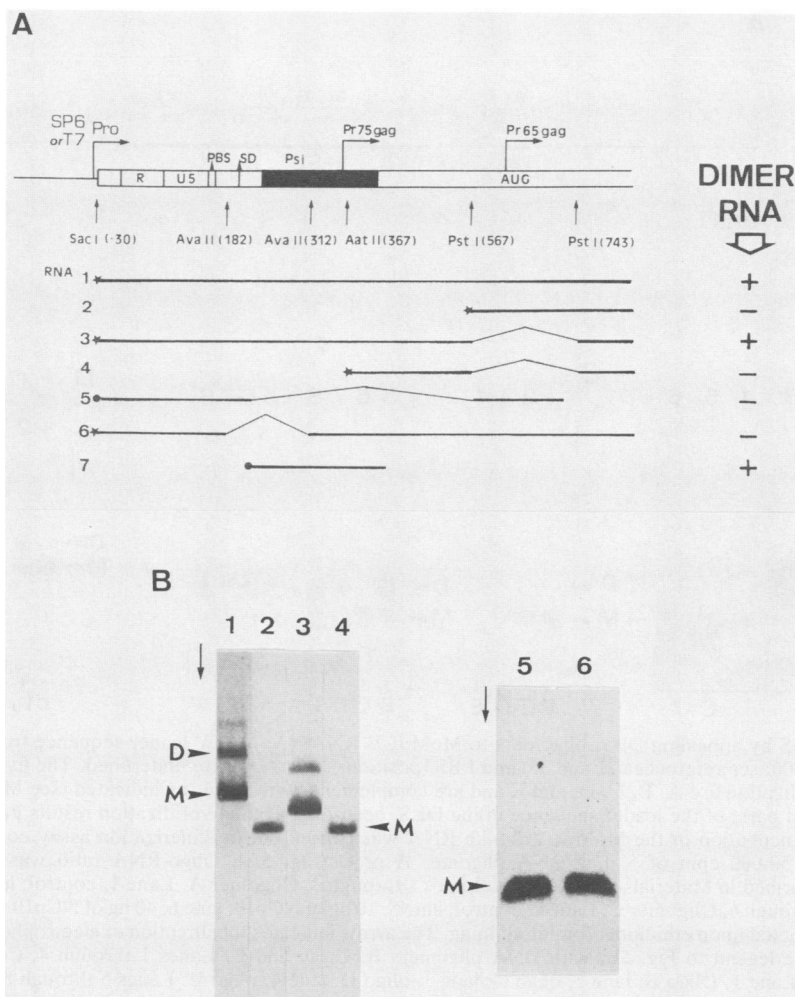 A
SP6 Pro
or T7
Pr75gag
Pr65gag
PBS SD Psi
R U5 AUG
DIMER
RNA
Sac I (-30) Ava II (182) Ava II (312) Aat II (367) Pst I (567) Pst I (743)
RNA 1 +
2 −
3 +
4 −
5 −
6 −
7 +
B
1 2 3 4
5 6
D
M
M
M